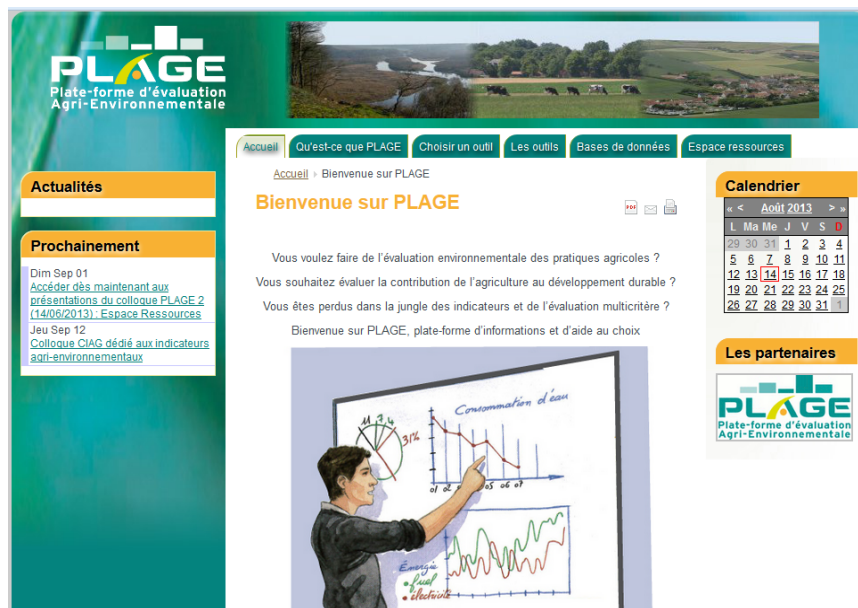 PLAGE
Plate-forme d'évaluation
Agri-Environnementale
Accueil
Qu'est-ce que PLAGE
Choisir un outil
Les outils
Bases de données
Espace ressources
Actualités
Prochainement
Dim Sep 01
Accéder dès maintenant aux
présentations du colloque PLAGE 2
(14/06/2013) : Espace Ressources
Jeu Sep 12
Colloque CIAG dédié aux indicateurs
agri-environnementaux
Accueil Bienvenue sur PLAGE
Bienvenue sur PLAGE
PDF
Vous voulez faire de l'évaluation environnementale des pratiques agricoles ?
Vous souhaitez évaluer la contribution de l'agriculture au développement durable ?
Vous êtes perdus dans la jungle des indicateurs et de l'évaluation multicritère ?
Bienvenue sur PLAGE, plate-forme d'informations et d'aide au choix
Consommation d'eau
31%
01 02 05 06 07
Énergie
fuel
électricité
Calendrier
« < Août 2013 > »
L Ma Me J V S D
29 30 31 1 2 3 4
5 6 7 8 9 10 11
12 13 14 15 16 17 18
19 20 21 22 23 24 25
26 27 28 29 30 31 1
Les partenaires
PLAGE
Plate-forme d'évaluation
Agri-Environnementale